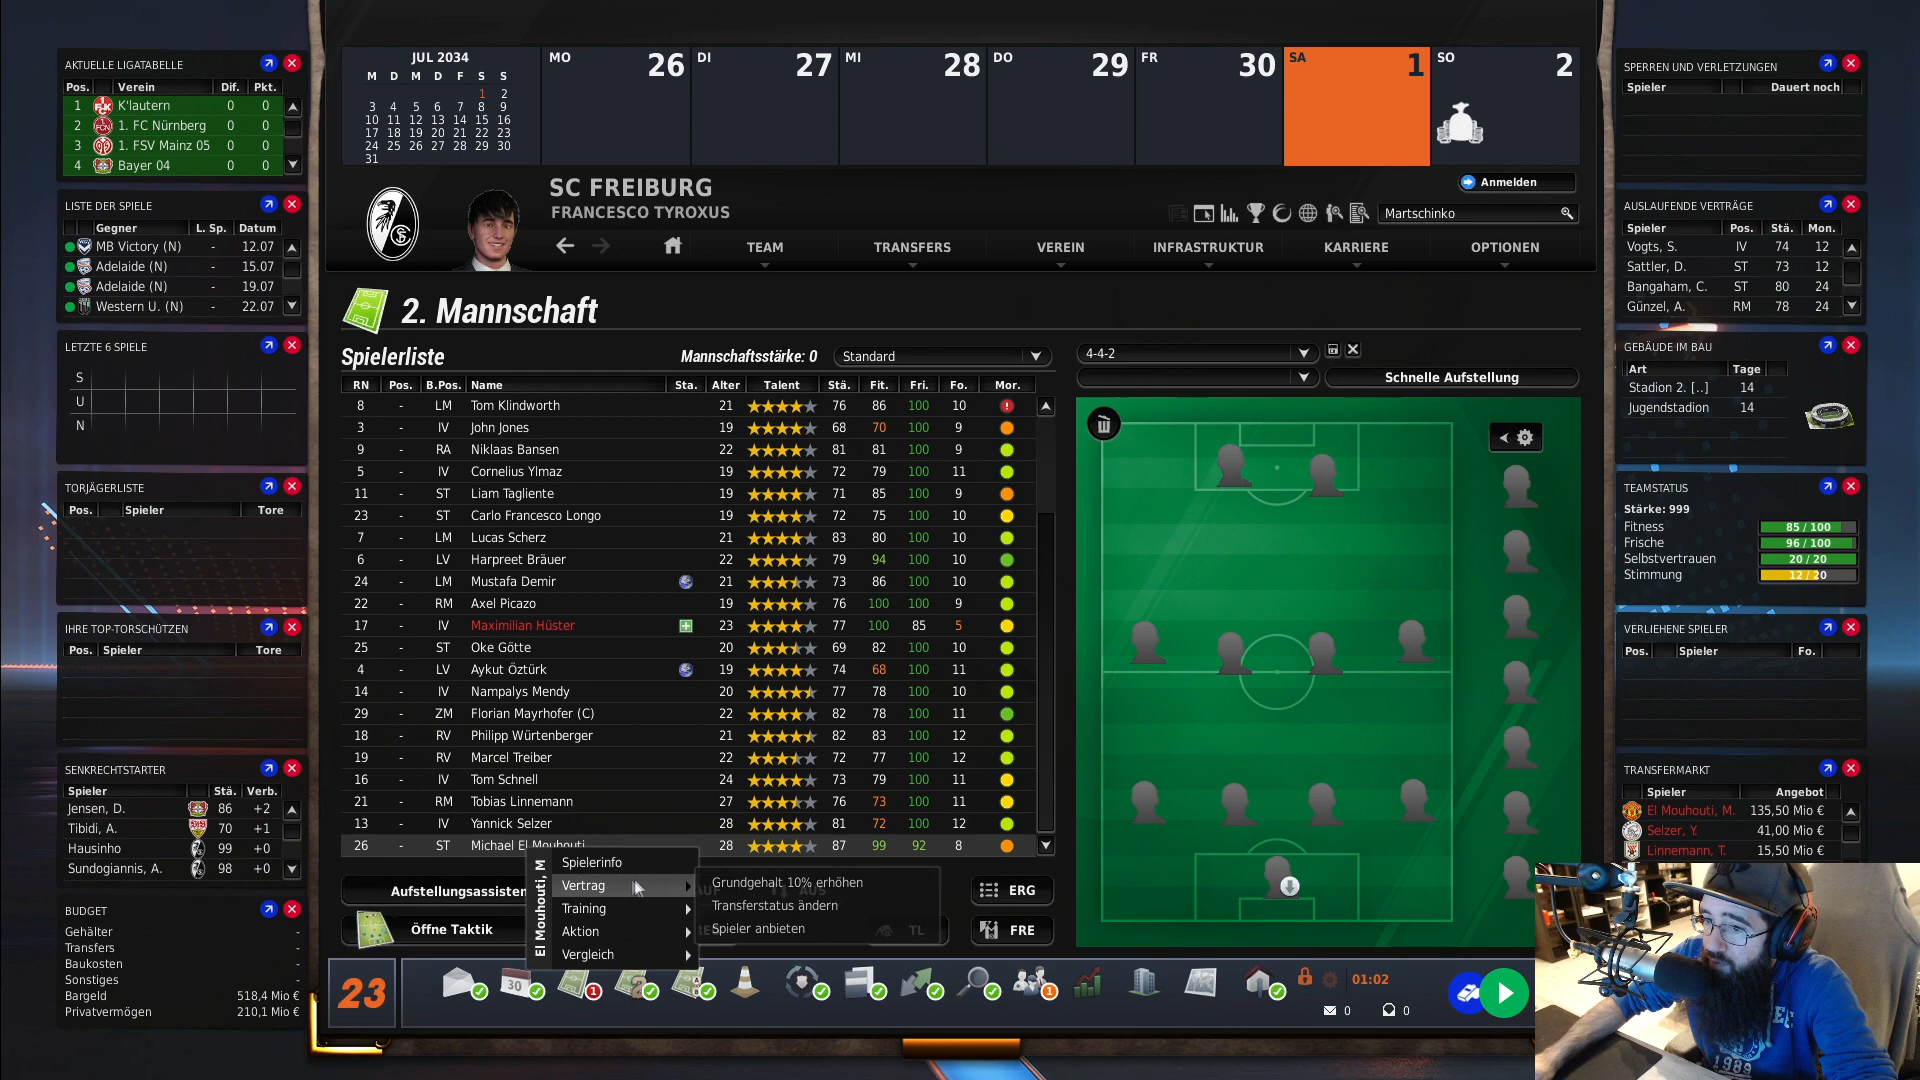 AKTUELLE LIGATABELLE
Pos. Verein Dif. Pkt.
1 K'lautern 0 0
2 1. FC Nürnberg 0 0
3 1. FSV Mainz 05 0 0
4 Bayer 04 0 0
LISTE DER SPIELE
Gegner L. Sp. Datum
MB Victory (N) - 12.07
Adelaide (N) - 15.07
Adelaide (N) - 19.07
Western U. (N) - 22.07
LETZTE 6 SPIELE
S
U
N
TORJÄGERLISTE
Pos. Spieler Tore
IHRE TOP-TORSCHÜTZEN
Pos. Spieler Tore
SENKRECHTSTARTER
Spieler Stä. Verb.
Jensen, D. 86 +2
Tibidi, A. 70 +1
Hausinho 99 +0
Sundogiannis, A. 98 +0
BUDGET
Gehälter -
Transfers -
Baukosten -
Sonstiges -
Bargeld 518,4 Mio €
Privatvermögen 210,1 Mio €
JUL 2034
M D M D F S S
1 2
3 4 5 6 7 8 9
10 11 12 13 14 15 16
17 18 19 20 21 22 23
24 25 26 27 28 29 30
31
MO 26 DI 27 MI 28 DO 29 FR 30 SA 1 SO 2
SC FREIBURG
FRANCESCO TYROXUS
Anmelden
Martschinko
TEAM TRANSFERS VEREIN INFRASTRUKTUR KARRIERE OPTIONEN
2. Mannschaft
Spielerliste Mannschaftsstärke: 0 Standard
RN Pos. B.Pos. Name Sta. Alter Talent Stä. Fit. Fri. Fo. Mor.
8 - LM Tom Klindworth 21 76 86 100 10
3 - IV John Jones 19 68 70 100 9
9 - RA Niklaas Bansen 22 81 81 100 9
5 - IV Cornelius Ylmaz 19 72 79 100 11
11 - ST Liam Tagliente 19 71 85 100 9
23 - ST Carlo Francesco Longo 19 72 75 100 10
7 - LM Lucas Scherz 21 83 80 100 10
6 - LV Harpreet Bräuer 22 79 94 100 10
24 - LM Mustafa Demir 21 73 86 100 10
22 - RM Axel Picazo 19 76 100 100 9
17 - IV Maximilian Hüster 23 77 100 85 5
25 - ST Oke Götte 20 69 82 100 10
4 - LV Aykut Öztürk 19 74 68 100 11
14 - IV Nampalys Mendy 20 77 78 100 10
29 - ZM Florian Mayrhofer (C) 22 82 78 100 11
18 - RV Philipp Würtenberger 21 82 83 100 12
19 - RV Marcel Treiber 22 72 77 100 12
16 - IV Tom Schnell 24 73 79 100 11
21 - RM Tobias Linnemann 27 76 73 100 11
13 - IV Yannick Selzer 28 81 72 100 12
26 - ST Michael El Mouhouti 28 87 99 92 8
El Mouhouti, M
Spielerinfo
Vertrag
Training
Aktion
Vergleich
Grundgehalt 10% erhöhen
Transferstatus ändern
Spieler anbieten
Aufstellungsassisten
Öffne Taktik
TL
ERG
FRE
4-4-2
Schnelle Aufstellung
23
30
1
1
01:02
0 0
SPERREN UND VERLETZUNGEN
Spieler Dauert noch
AUSLAUFENDE VERTRÄGE
Spieler Pos. Stä. Mon.
Vogts, S. IV 74 12
Sattler, D. ST 73 12
Bangaham, C. ST 80 24
Günzel, A. RM 78 24
GEBÄUDE IM BAU
Art Tage
Stadion 2. [..] 14
Jugendstadion 14
TEAMSTATUS
Stärke: 999
Fitness 85 / 100
Frische 96 / 100
Selbstvertrauen 20 / 20
Stimmung 12 / 20
VERLIEHENE SPIELER
Pos. Spieler Fo.
TRANSFERMARKT
Spieler Angebot
El Mouhouti, M. 135,50 Mio €
Selzer, Y. 41,00 Mio €
Linnemann, T. 15,50 Mio €
1989